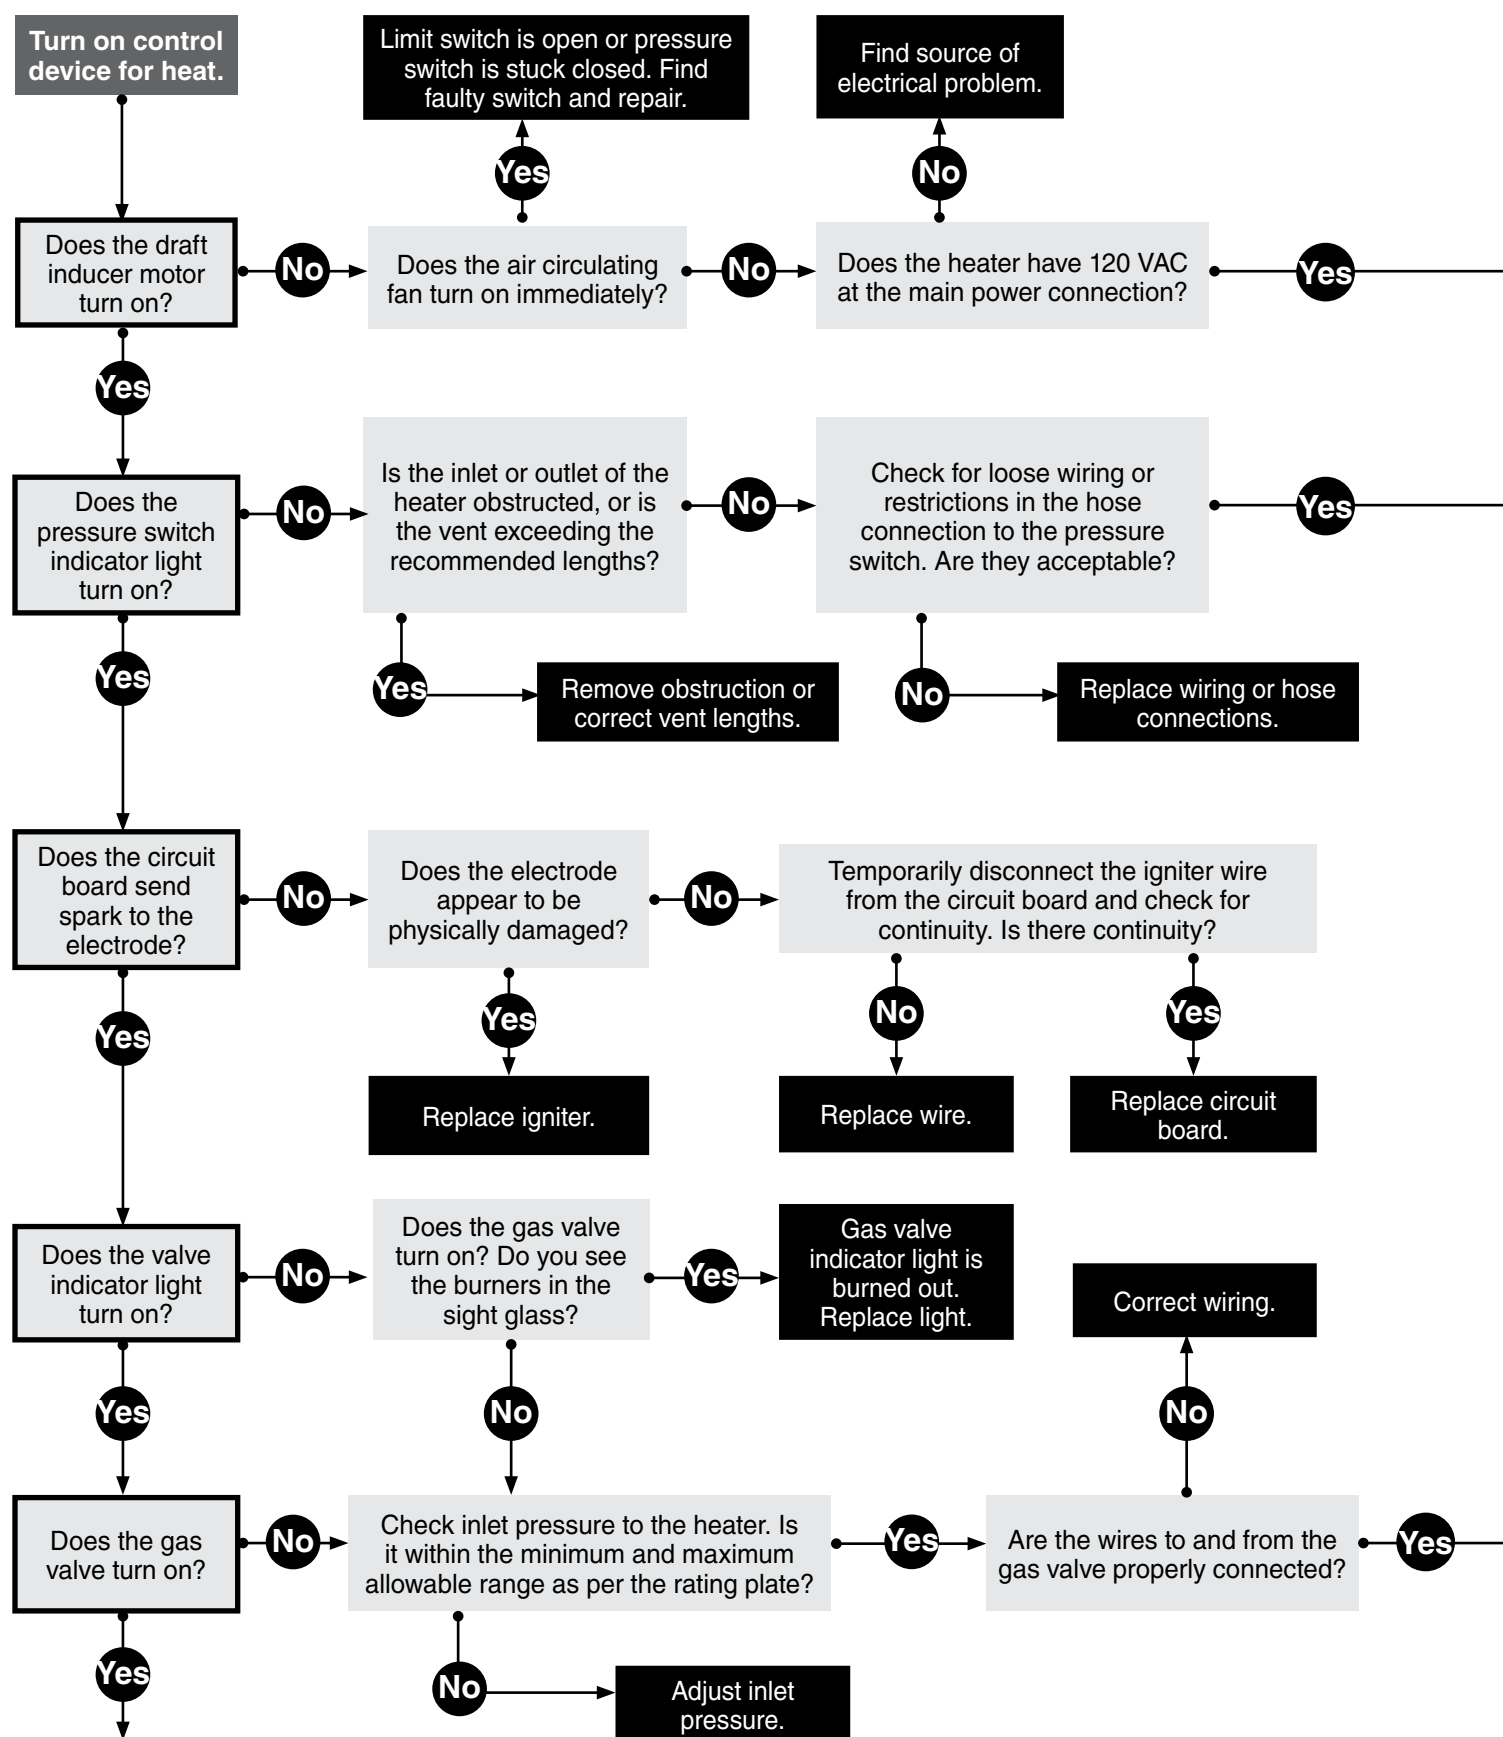 Turn on control
device for heat.
Limit switch is open or pressure
switch is stuck closed. Find
faulty switch and repair.
Find source of
electrical problem.
Yes
No
Does the draft
inducer motor
turn on?
No
Does the air circulating
fan turn on immediately?
No
Does the heater have 120 VAC
at the main power connection?
Yes
Yes
Does the
pressure switch
indicator light
turn on?
No
Is the inlet or outlet of the
heater obstructed, or is
the vent exceeding the
recommended lengths?
No
Check for loose wiring or
restrictions in the hose
connection to the pressure
switch. Are they acceptable?
Yes
Yes
Yes
Remove obstruction or
correct vent lengths.
No
Replace wiring or hose
connections.
Does the circuit
board send
spark to the
electrode?
No
Does the electrode
appear to be
physically damaged?
No
Temporarily disconnect the igniter wire
from the circuit board and check for
continuity. Is there continuity?
Yes
Yes
No
Yes
Replace igniter.
Replace wire.
Replace circuit
board.
Does the valve
indicator light
turn on?
No
Does the gas valve
turn on? Do you see
the burners in the
sight glass?
Yes
Gas valve
indicator light is
burned out.
Replace light.
Correct wiring.
Yes
No
No
Does the gas
valve turn on?
No
Check inlet pressure to the heater. Is
it within the minimum and maximum
allowable range as per the rating plate?
Yes
Are the wires to and from the
gas valve properly connected?
Yes
Yes
No
Adjust inlet
pressure.